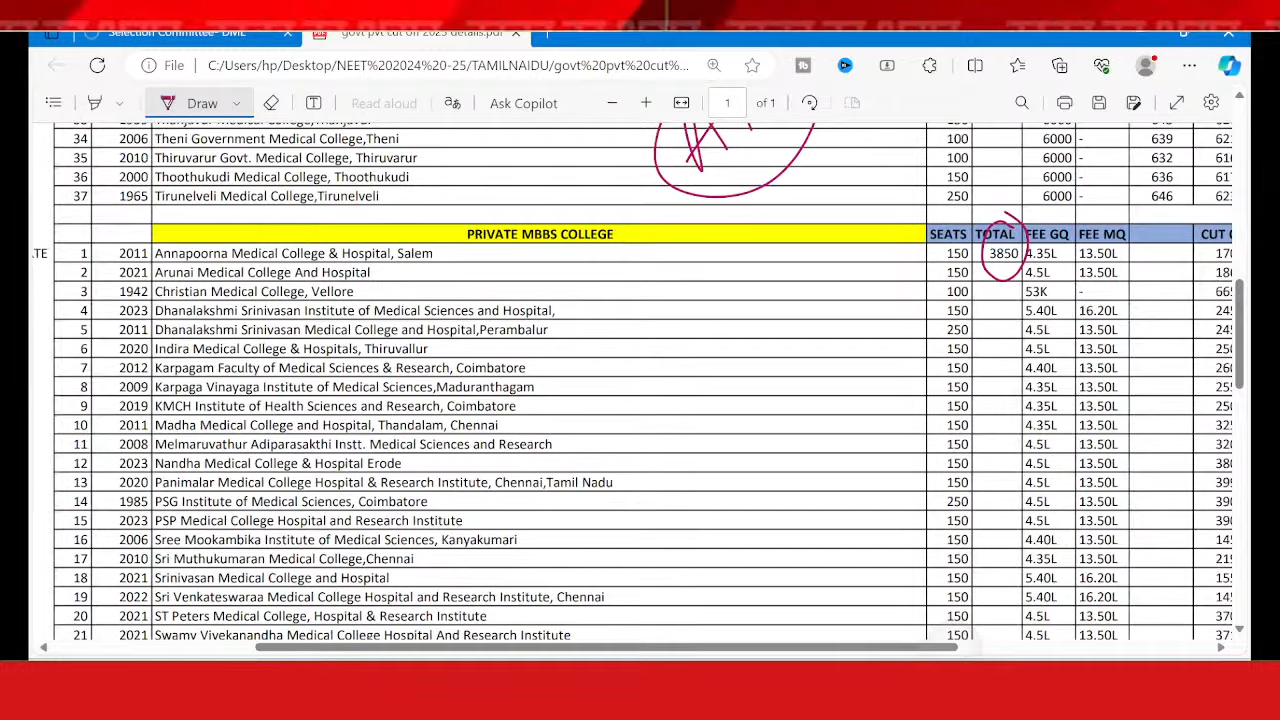 Selection Committee- DME
govt pvt cut off 2023 details.pdf
File C:/Users/hp/Desktop/NEET%202024%20-25/TAMILNAIDU/govt%20pvt%20cut%...
Draw Read aloud Ask Copilot 1 of 1
34 2006 Theni Government Medical College,Theni 100 6000 - 639
35 2010 Thiruvarur Govt. Medical College, Thiruvarur 100 6000 - 632
36 2000 Thoothukudi Medical College, Thoothukudi 150 6000 - 636
37 1965 Tirunelveli Medical College,Tirunelveli 250 6000 - 646
PRIVATE MBBS COLLEGE SEATS TOTAL FEE GQ FEE MQ CUT
1 2011 Annapoorna Medical College & Hospital, Salem 150 3850 4.35L 13.50L
2 2021 Arunai Medical College And Hospital 150 4.5L 13.50L
3 1942 Christian Medical College, Vellore 100 53K -
4 2023 Dhanalakshmi Srinivasan Institute of Medical Sciences and Hospital, 150 5.40L 16.20L
5 2011 Dhanalakshmi Srinivasan Medical College and Hospital,Perambalur 250 4.5L 13.50L
6 2020 Indira Medical College & Hospitals, Thiruvallur 150 4.5L 13.50L
7 2012 Karpagam Faculty of Medical Sciences & Research, Coimbatore 150 4.40L 13.50L
8 2009 Karpaga Vinayaga Institute of Medical Sciences,Maduranthagam 150 4.35L 13.50L
9 2019 KMCH Institute of Health Sciences and Research, Coimbatore 150 4.35L 13.50L
10 2011 Madha Medical College and Hospital, Thandalam, Chennai 150 4.35L 13.50L
11 2008 Melmaruvathur Adiparasakthi Instt. Medical Sciences and Research 150 4.5L 13.50L
12 2023 Nandha Medical College & Hospital Erode 150 4.5L 13.50L
13 2020 Panimalar Medical College Hospital & Research Institute, Chennai,Tamil Nadu 150 4.5L 13.50L
14 1985 PSG Institute of Medical Sciences, Coimbatore 250 4.5L 13.50L
15 2023 PSP Medical College Hospital and Research Institute 150 4.5L 13.50L
16 2006 Sree Mookambika Institute of Medical Sciences, Kanyakumari 150 4.40L 13.50L
17 2010 Sri Muthukumaran Medical College,Chennai 150 4.35L 13.50L
18 2021 Srinivasan Medical College and Hospital 150 5.40L 16.20L
19 2022 Sri Venkateswaraa Medical College Hospital and Research Institute, Chennai 150 5.40L 16.20L
20 2021 ST Peters Medical College, Hospital & Research Institute 150 4.5L 13.50L
21 2021 Swamy Vivekanandha Medical College Hospital And Research Institute 150 4.5L 13.50L